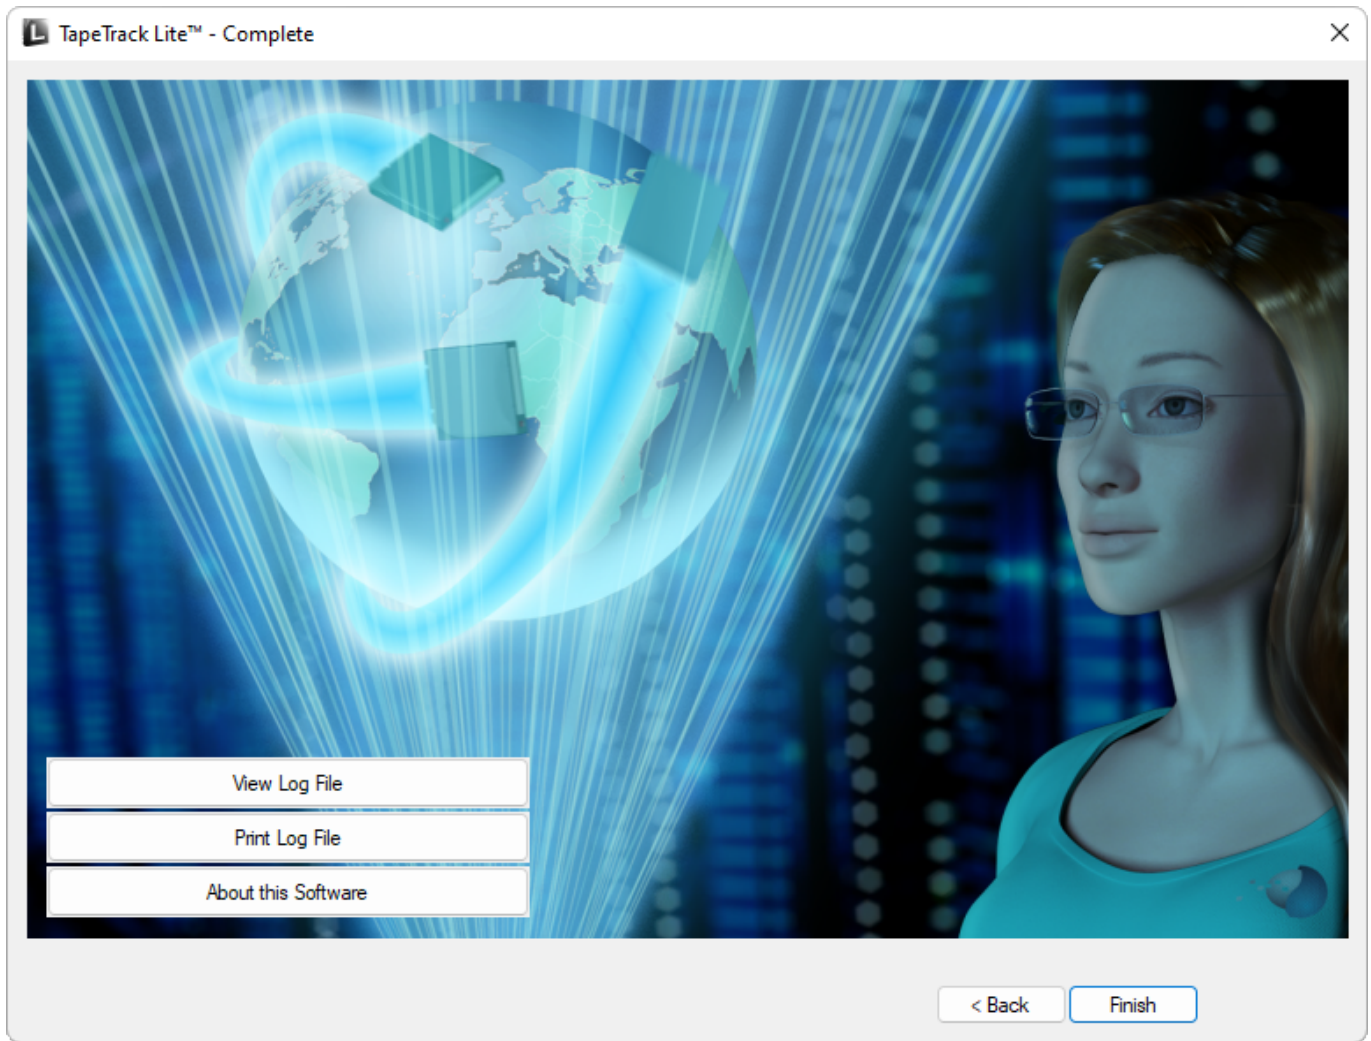 TapeTrack Lite™ - Complete
View Log File
Print Log File
About this Software
< Back
Finish